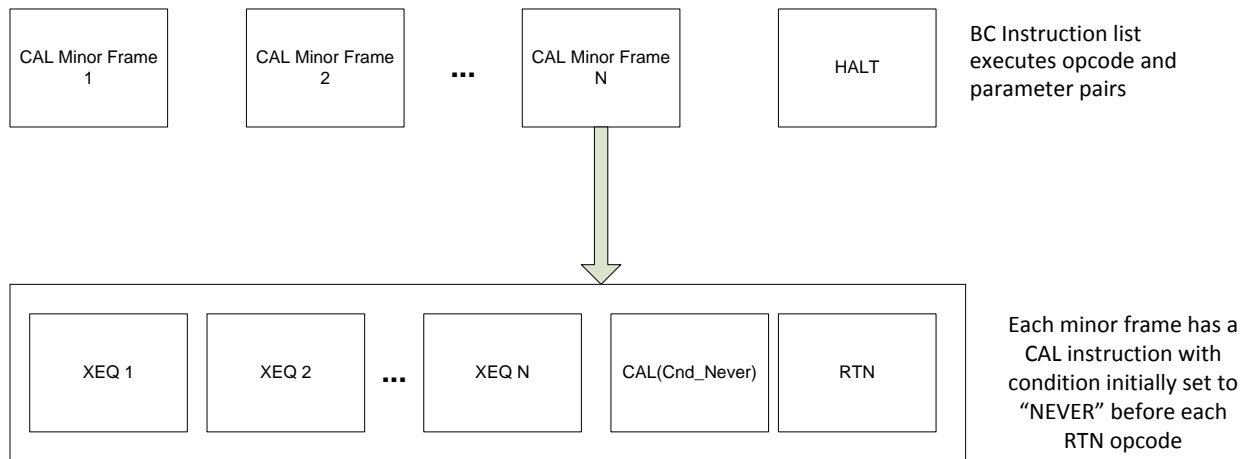 CAL Minor Frame
1
CAL Minor Frame
2
...
CAL Minor Frame
N
HALT
BC Instruction list
executes opcode and
parameter pairs
XEQ 1
XEQ 2
...
XEQ N
CAL(Cnd_Never)
RTN
Each minor frame has a
CAL instruction with
condition initially set to
“NEVER” before each
RTN opcode